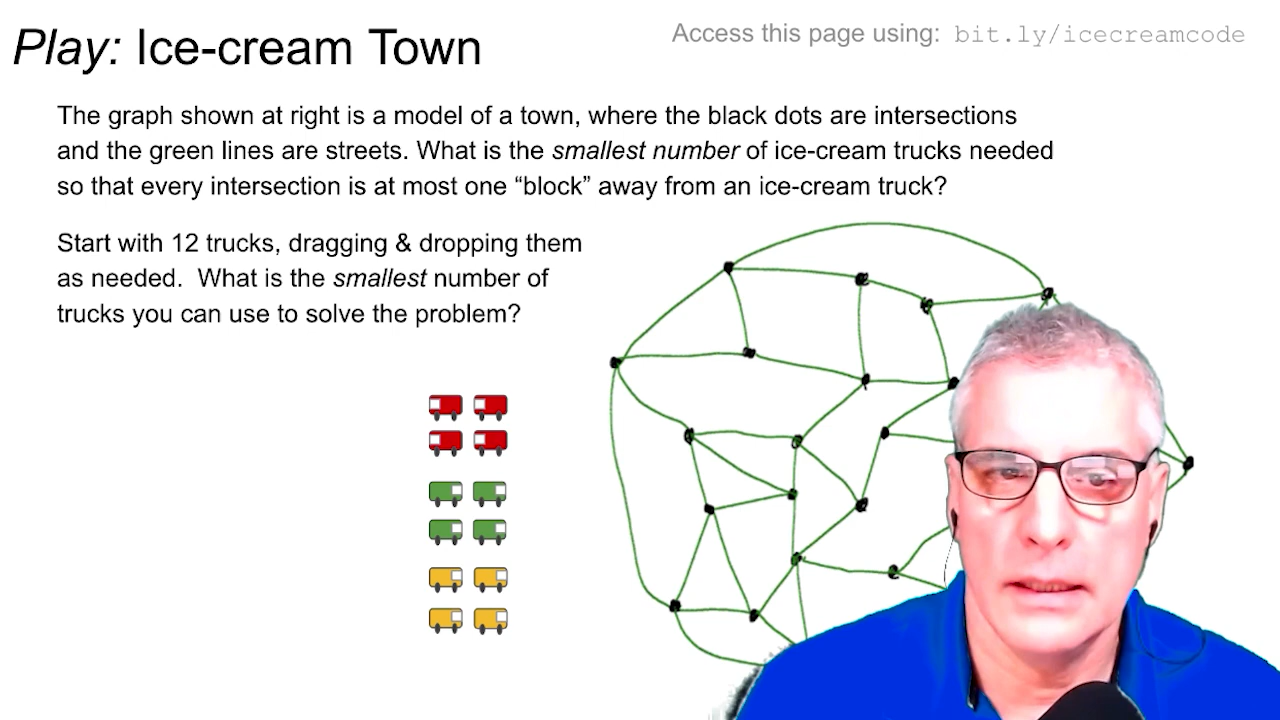 Play: Ice-cream Town
Access this page using: bit.ly/icecreamcode
The graph shown at right is a model of a town, where the black dots are intersections
and the green lines are streets. What is the smallest number of ice-cream trucks needed
so that every intersection is at most one “block” away from an ice-cream truck?
Start with 12 trucks, dragging & dropping them
as needed. What is the smallest number of
trucks you can use to solve the problem?